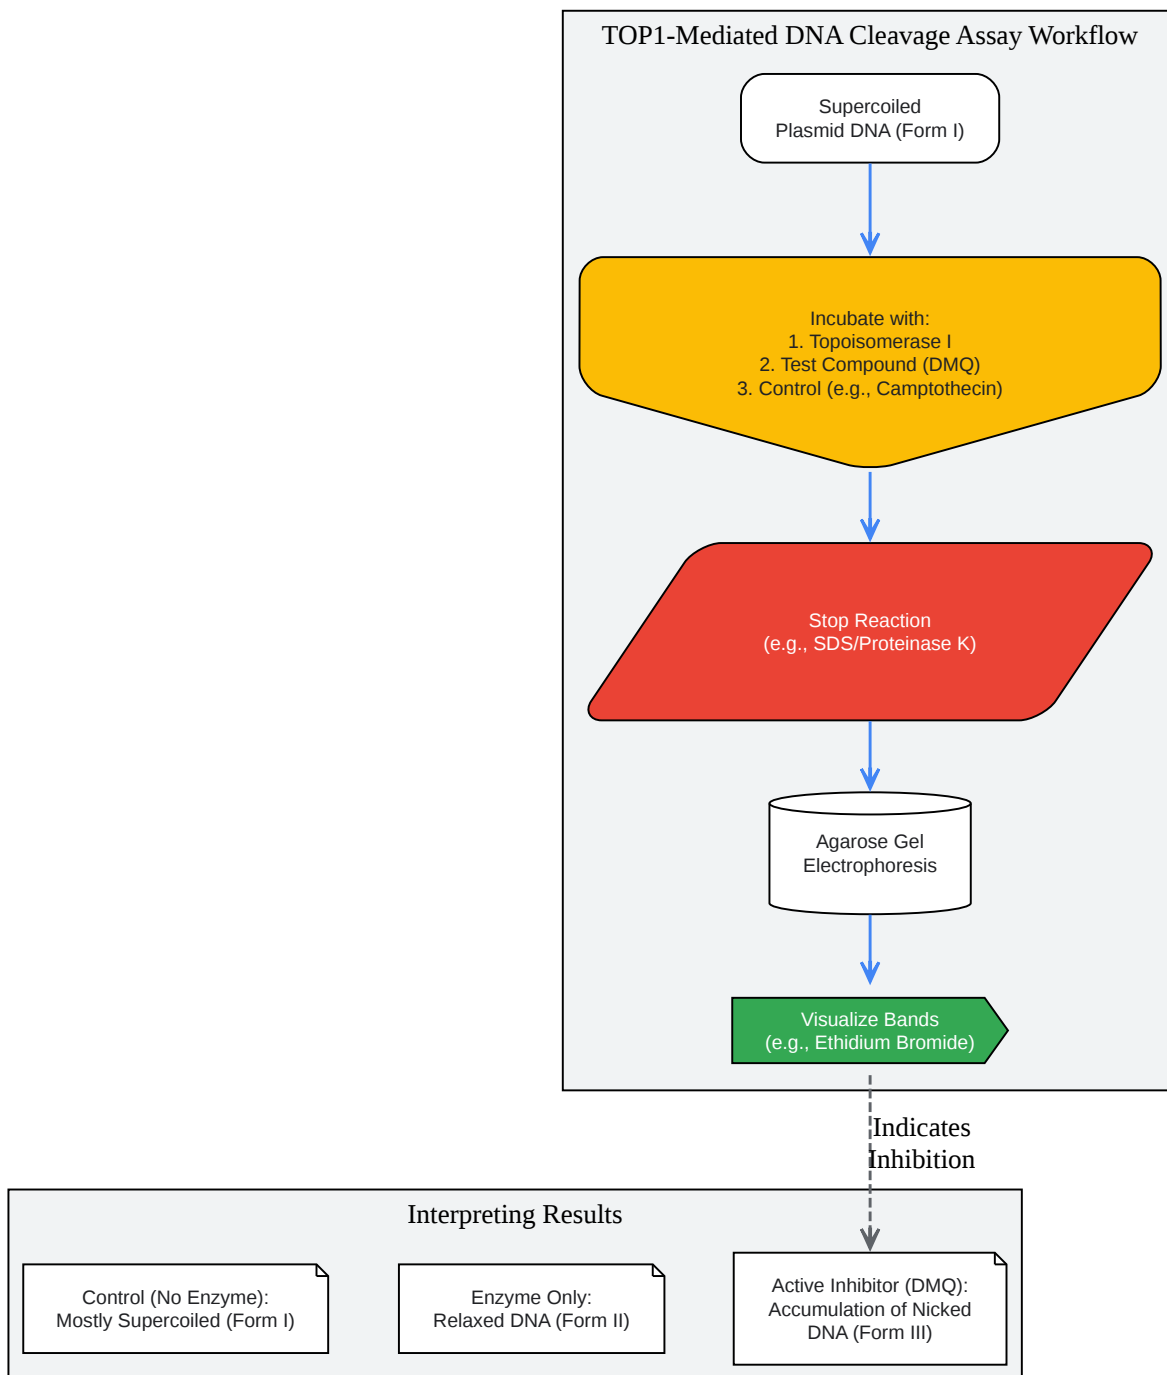 TOP1-Mediated DNA Cleavage Assay Workflow
Supercoiled
Plasmid DNA (Form I)
Incubate with:
1. Topoisomerase I
2. Test Compound (DMQ)
3. Control (e.g., Camptothecin)
Stop Reaction
(e.g., SDS/Proteinase K)
Agarose Gel
Electrophoresis
Visualize Bands
(e.g., Ethidium Bromide)
Indicates
Inhibition
Interpreting Results
Control (No Enzyme):
Mostly Supercoiled (Form I)
Enzyme Only:
Relaxed DNA (Form II)
Active Inhibitor (DMQ):
Accumulation of Nicked
DNA (Form III)